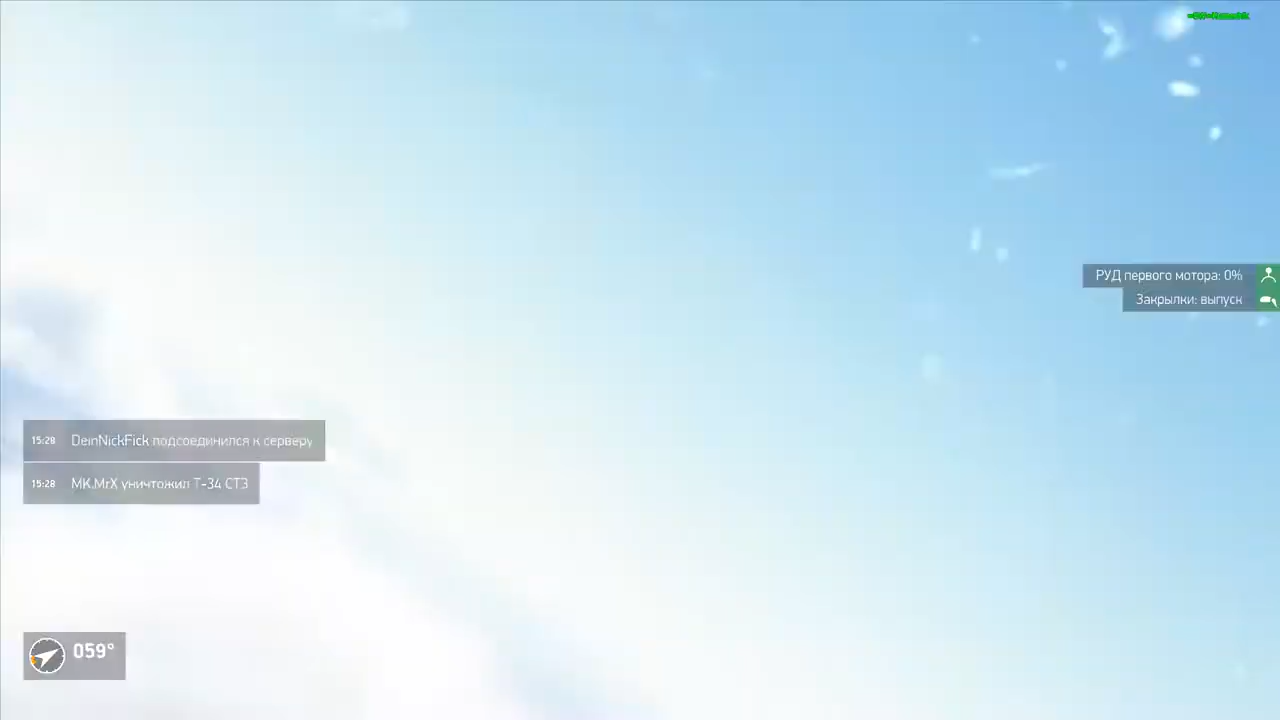 РУД первого мотора: 0%
Закрылки: выпуск
15:28 DeinNickFick подсоединился к серверу
15:28 MK.MrX уничтожил Т-34 СТЗ
059°